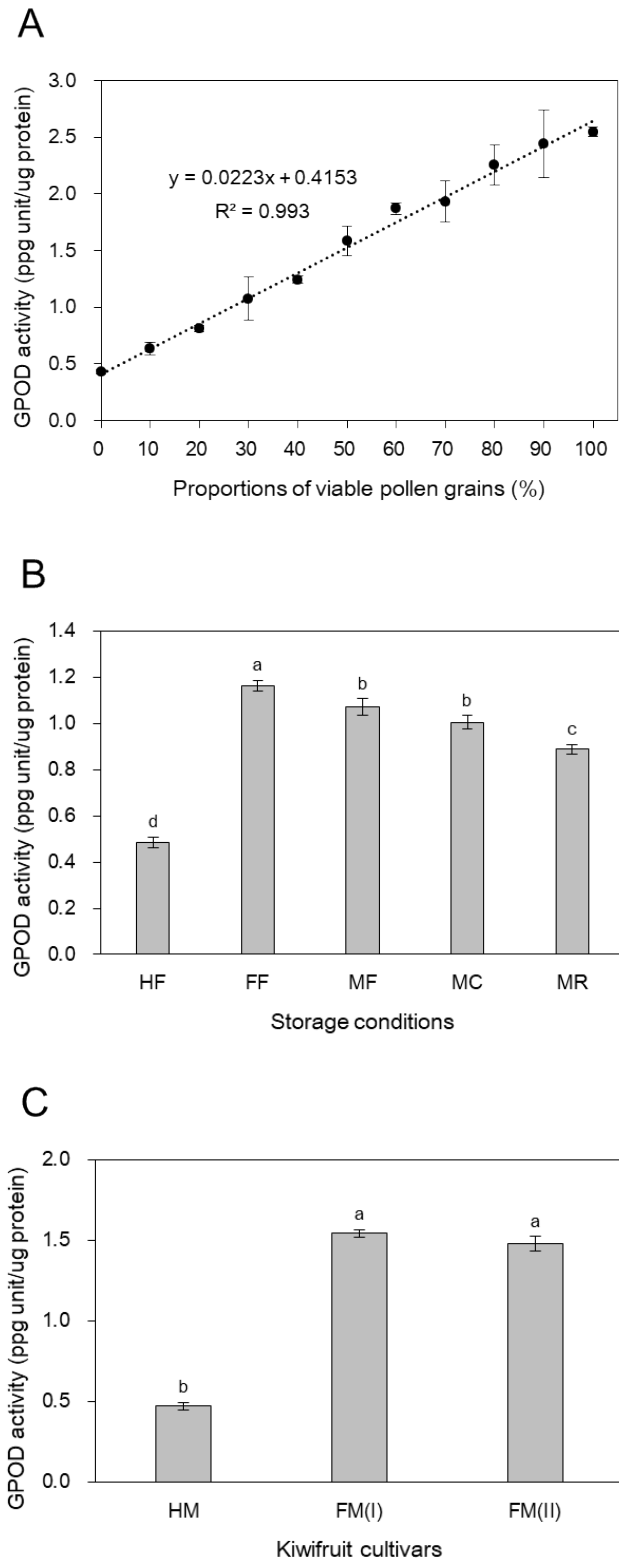 A
GPOD activity (ppg unit/ug protein)
3.0
2.5
2.0
1.5
1.0
0.5
0.0
y = 0.0223x + 0.4153
R² = 0.993
0 10 20 30 40 50 60 70 80 90 100
Proportions of viable pollen grains (%)
B
GPOD activity (ppg unit/ug protein)
1.4
1.2
1.0
0.8
0.6
0.4
0.2
0.0
d a b b c
HF FF MF MC MR
Storage conditions
C
GPOD activity (ppg unit/ug protein)
2.0
1.5
1.0
0.5
0.0
b a a
HM FM(I) FM(II)
Kiwifruit cultivars